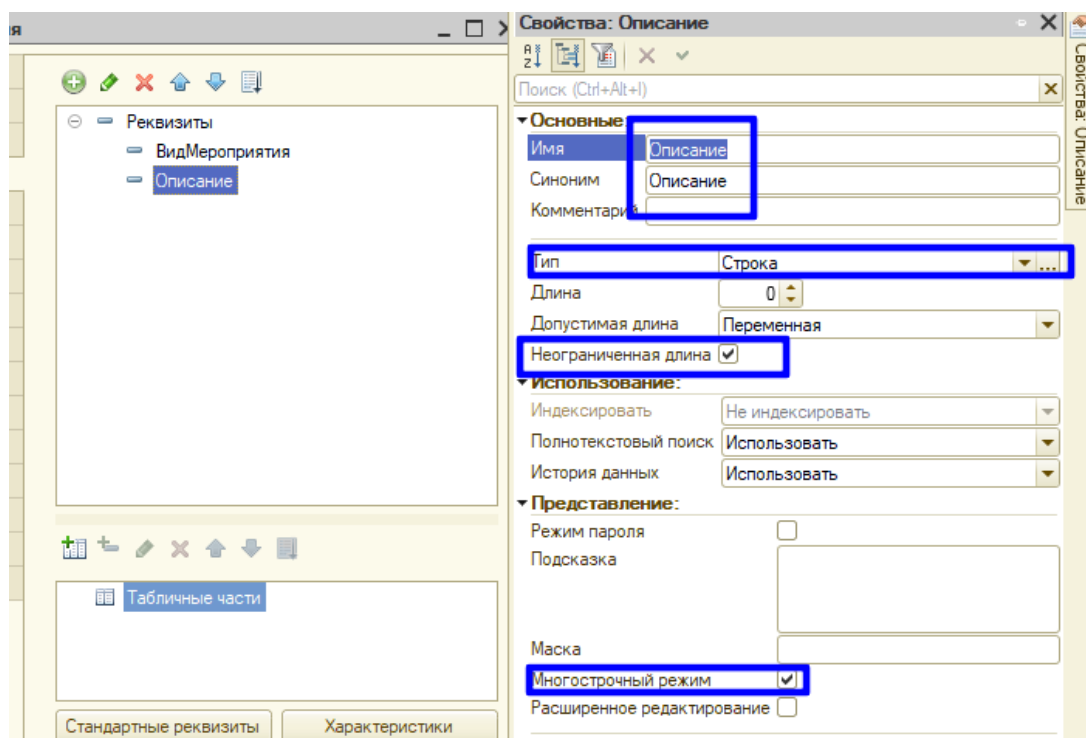 ия
Реквизиты
ВидМероприятия
Описание
Табличные части
Стандартные реквизиты
Характеристики
Свойства: Описание
Поиск (Ctrl+Alt+I)
Основные:
Имя Описание
Синоним Описание
Комментарий
Тип Строка ...
Длина 0
Допустимая длина Переменная
Неограниченная длина
Использование:
Индексировать Не индексировать
Полнотекстовый поиск Использовать
История данных Использовать
Представление:
Режим пароля
Подсказка
Маска
Многострочный режим
Расширенное редактирование
Свойства: Описание